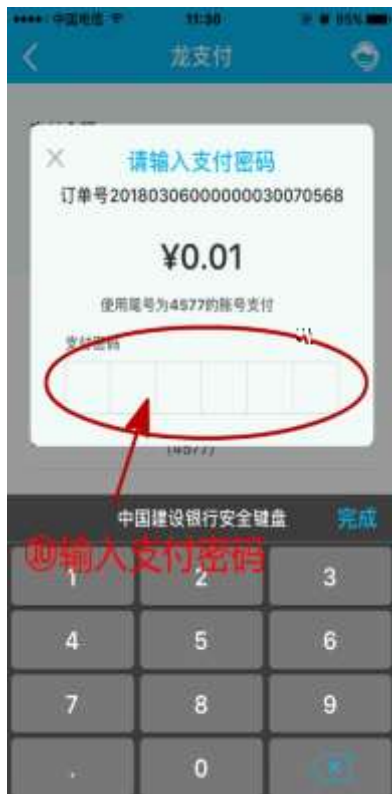 中国电信 11:30 95%
龙支付
请输入支付密码
订单号20180306000000030070568
¥0.01
使用尾号为4577的账号支付
支付密码
(4577)
中国建设银行安全键盘 完成
⑩输入支付密码
1 2 3
4 5 6
7 8 9
. 0